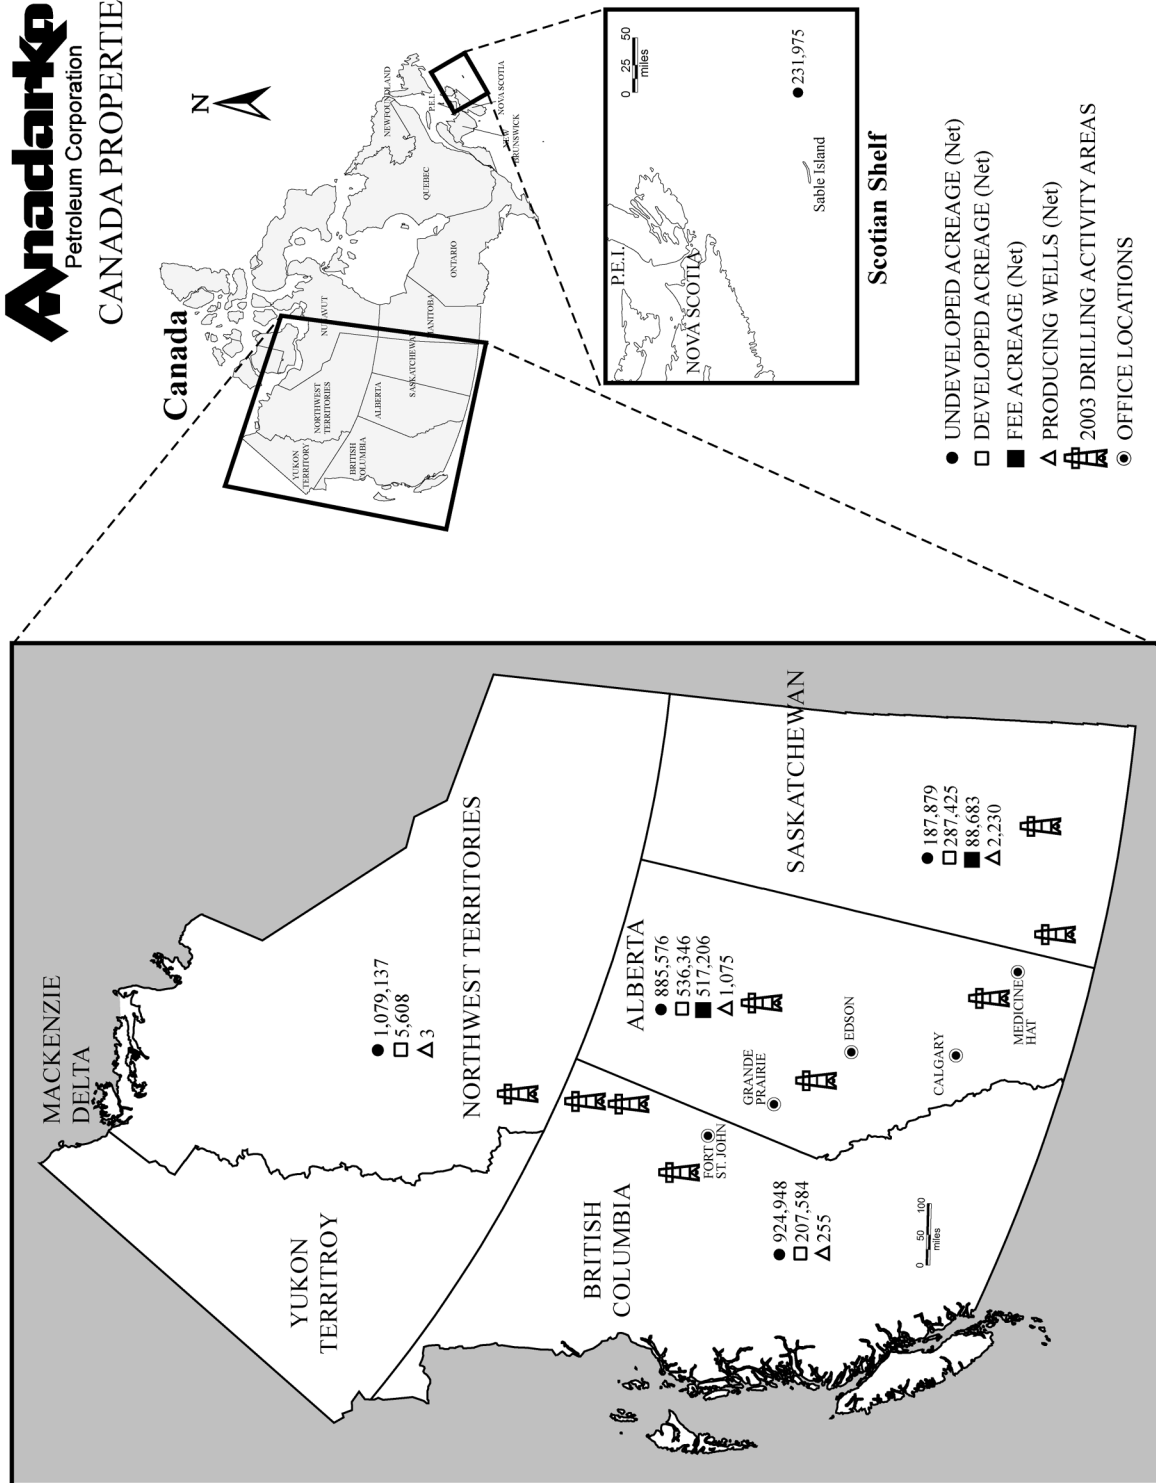 Anadarko
Petroleum Corporation
CANADA PROPERTIE
Canada
N
YUKON
TERRITORY
NORTHWEST
TERRITORIES
NUNAVUT
BRITISH
COLUMBIA
ALBERTA
SASKATCHEWA
MANITOBA
ONTARIO
QUEBEC
NEWFOUNDLAND
P.E.I.
NOVA SCOTIA
NEW
BRUNSWICK
MACKENZIE
DELTA
YUKON
TERRITROY
NORTHWEST TERRITORIES
1,079,137
5,608
3
BRITISH
COLUMBIA
924,948
207,584
255
FORT
ST. JOHN
0 50 100
miles
ALBERTA
885,576
536,346
517,206
1,075
GRANDE
PRAIRIE
EDSON
CALGARY
MEDICINE
HAT
SASKATCHEWAN
187,879
287,425
88,683
2,230
P.E.I.
NOVA SCOTIA
Sable Island
231,975
0 25 50
miles
Scotian Shelf
UNDEVELOPED ACREAGE (Net)
DEVELOPED ACREAGE (Net)
FEE ACREAGE (Net)
PRODUCING WELLS (Net)
2003 DRILLING ACTIVITY AREAS
OFFICE LOCATIONS